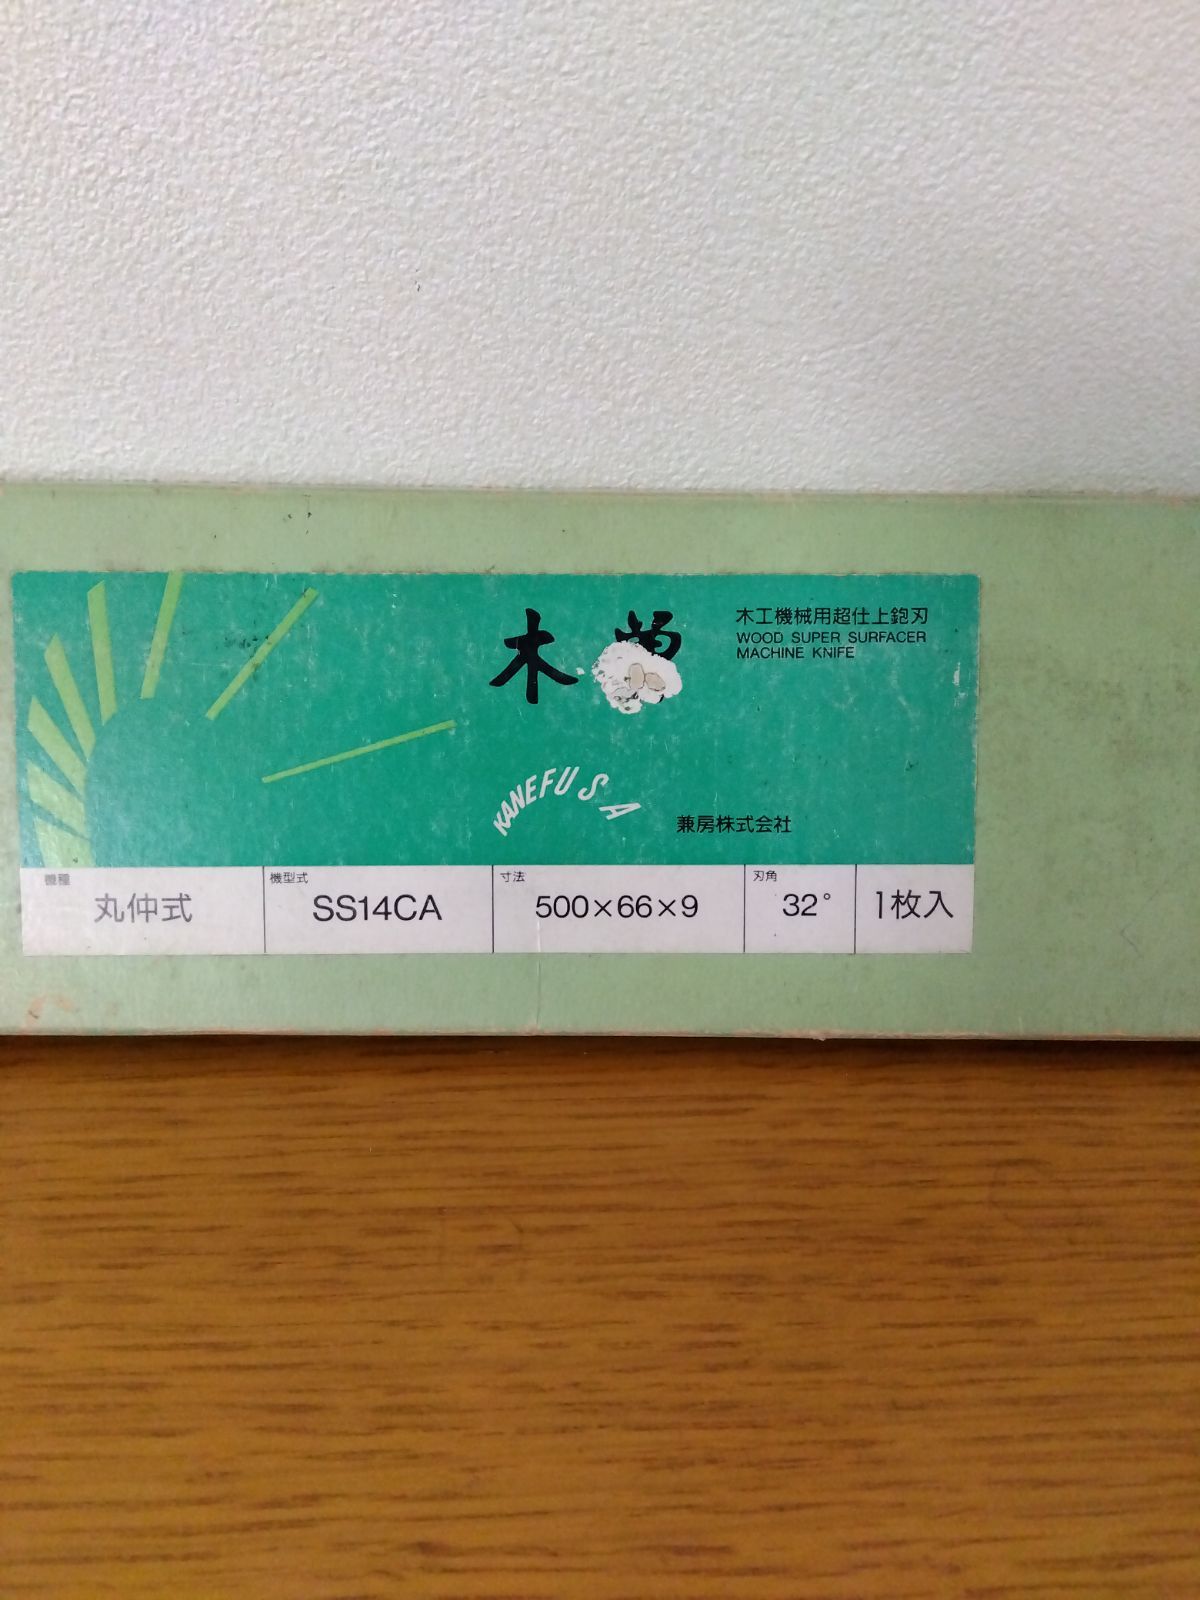 木
木工機械用超仕上鉋刃
WOOD SUPER SURFACER
MACHINE KNIFE
KANEFUSA
兼房株式会社
機種
丸仲式
機型式
SS14CA
寸法
500×66×9
刃角
32°
1枚入